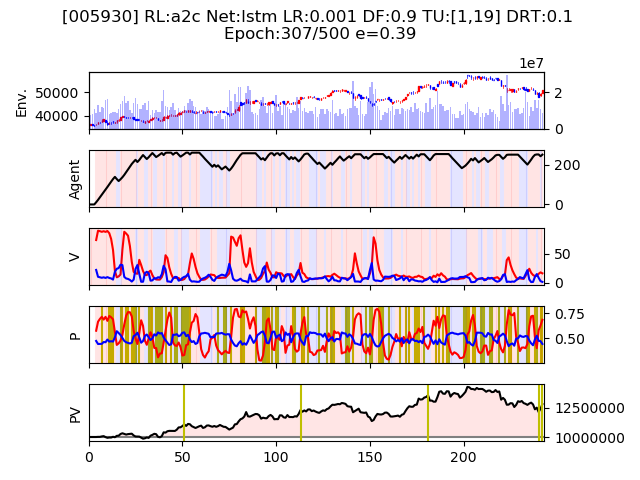 [005930] RL:a2c Net:lstm LR:0.001 DF:0.9 TU:[1,19] DRT:0.1
Epoch:307/500 e=0.39
1e7
Env.
50000
40000
2
0
Agent
200
0
V
50
0
P
0.75
0.50
PV
12500000
10000000
0 50 100 150 200